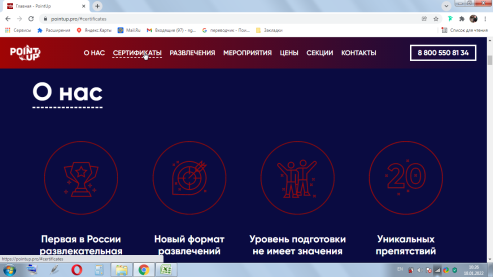 Главная - PointUp
pointup.pro/#certificates
Сервисы
Расширения
Яндекс.Карты
Mail.Ru
переводчик - Пои...
Закладки
Список для чтения
POINT UP
О НАС
СЕРТИФИКАТЫ
РАЗВЛЕЧЕНИЯ
МЕРОПРИЯТИЯ
ЦЕНЫ
СЕКЦИИ
КОНТАКТЫ
8 800 550 81 34
О нас
20
Первая в России
развлекательная
Новый формат
развлечений
Уровень подготовки
не имеет значения
Уникальных
препятствий
https://pointup.pro/#certificates
EN